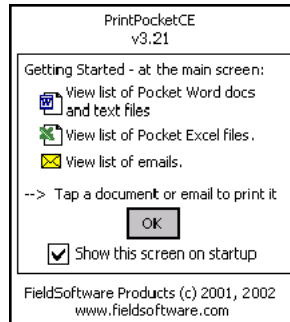 PrintPocketCE
v3.21
Getting Started - at the main screen:
View list of Pocket Word docs
and text files
View list of Pocket Excel files.
View list of emails.
--> Tap a document or email to print it
OK
Show this screen on startup
FieldSoftware Products (c) 2001, 2002
www.fieldsoftware.com